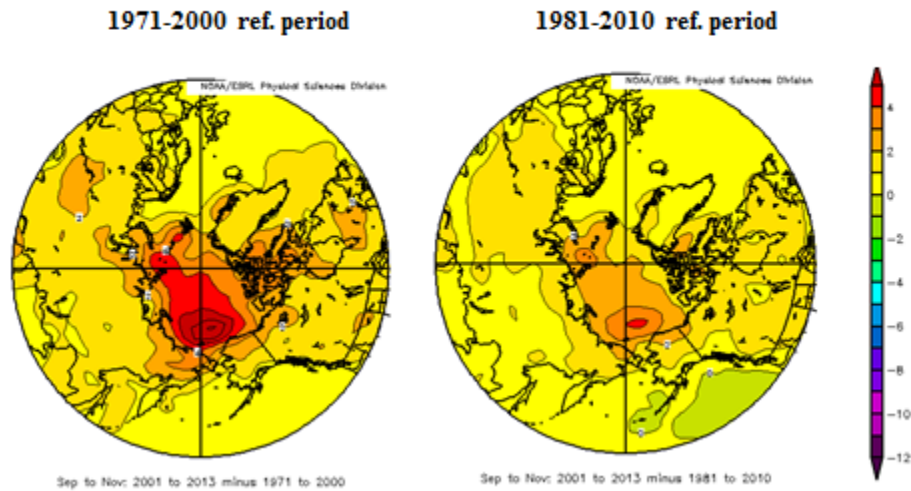 1971-2000 ref. period
1981-2010 ref. period
NOAA/ESRL Physical Sciences Division
NOAA/ESRL Physical Sciences Division
4
2
0
-2
-4
-6
-8
-10
-12
Sep to Nov: 2001 to 2013 minus 1971 to 2000
Sep to Nov: 2001 to 2013 minus 1981 to 2010